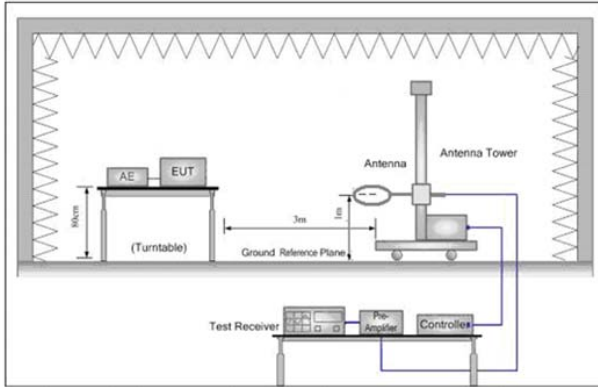 Antenna Tower
Antenna
AE
EUT
80cm
3m
1m
(Turntable)
Ground Reference Plane
Test Receiver
Pre-
Amplifier
Controller